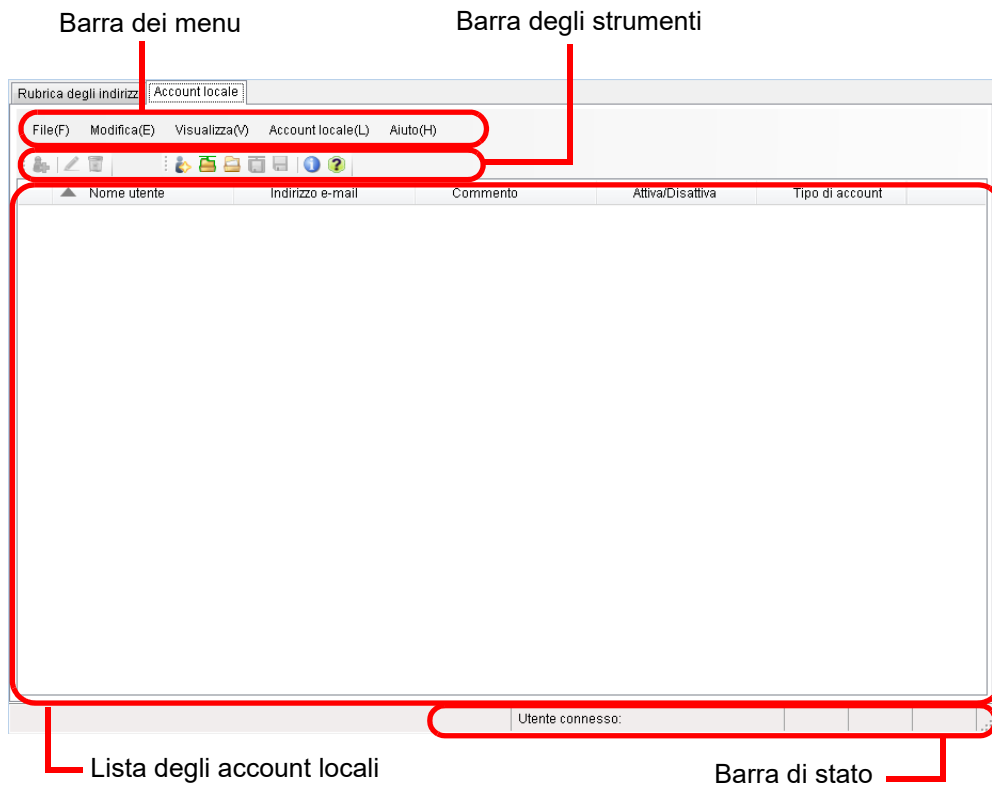 Barra dei menu
Barra degli strumenti
Rubrica degli indirizz
Account locale
File(F) Modifica(E) Visualizza(V) Account locale(L) Aiuto(H)
Nome utente Indirizzo e-mail Commento Attiva/Disattiva Tipo di account
Utente connesso:
Lista degli account locali
Barra di stato